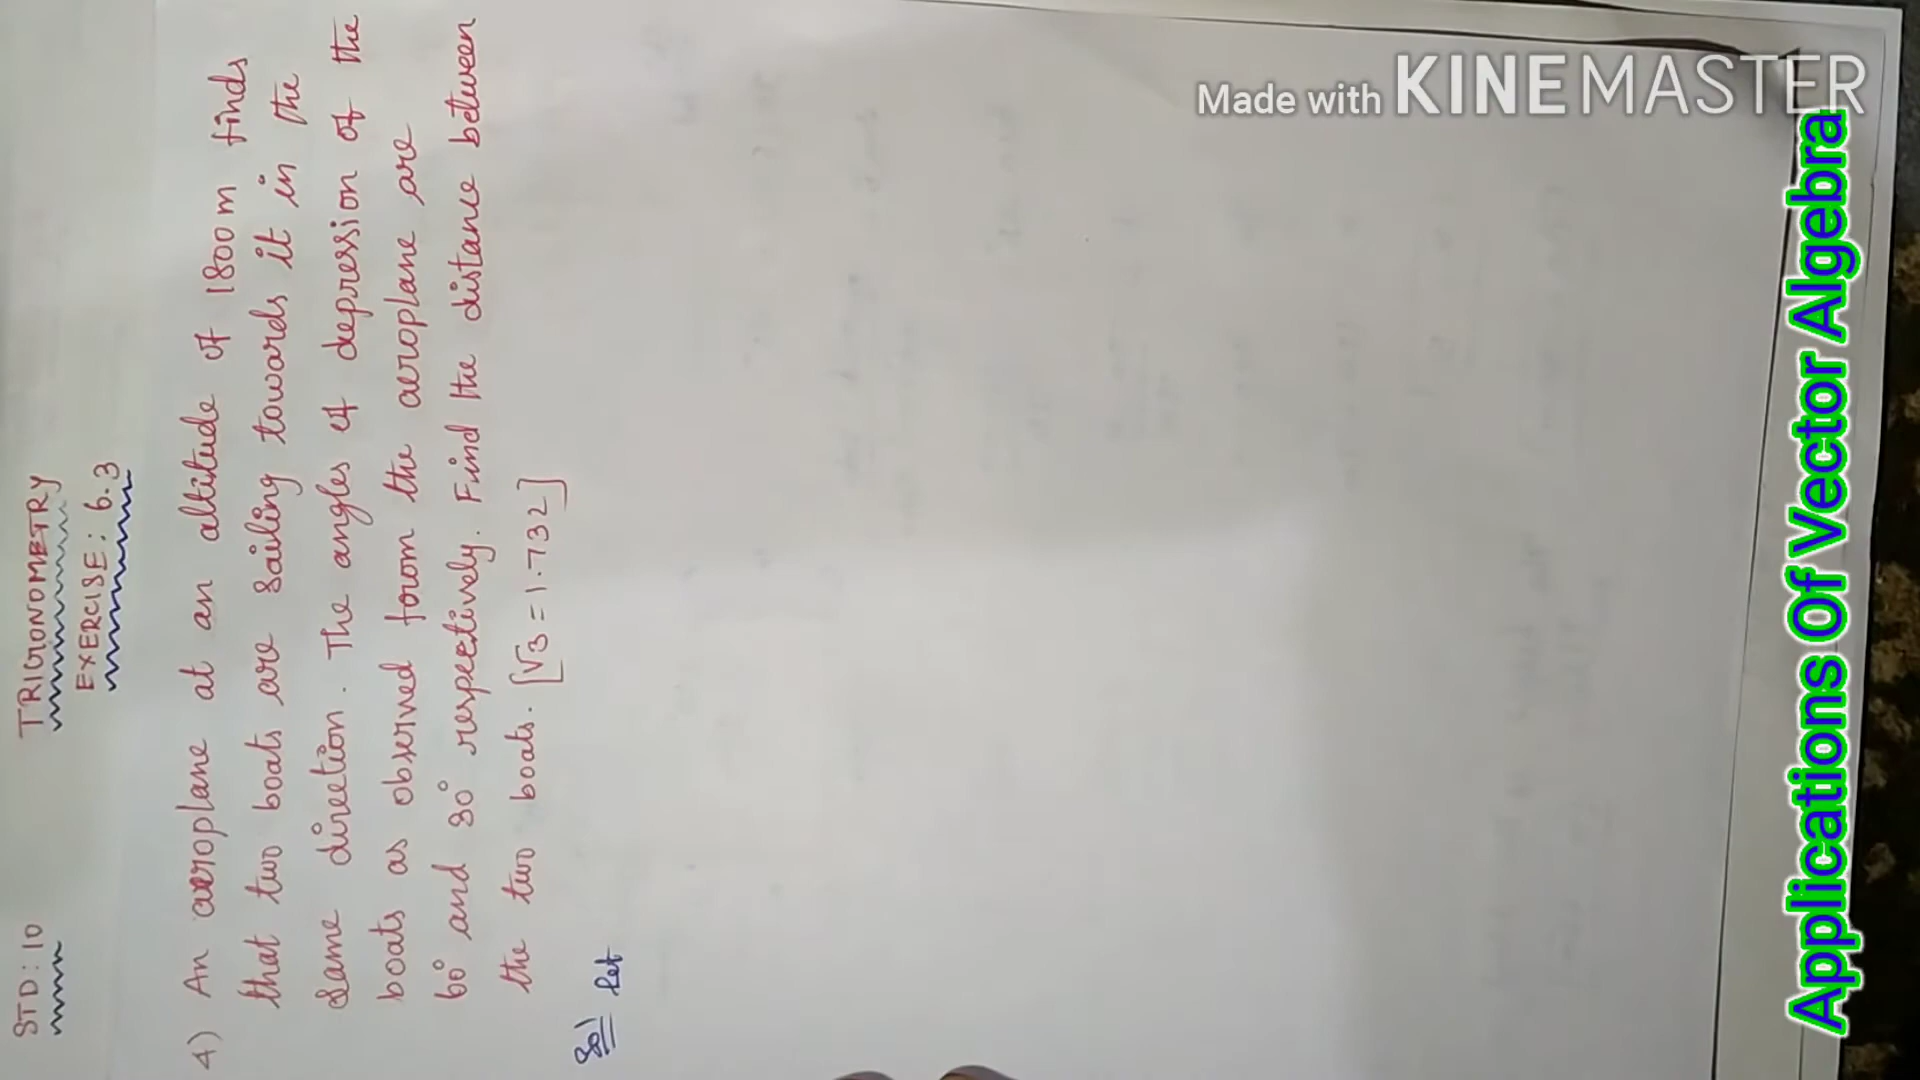 STD: 10
TRIGONOMETRY
EXERCISE: 6.3
4) An aeroplane at an altitude of 1800m finds
that two boats are sailing towards it in the
same direction. The angles of depression of the
boats as observed from the aeroplane are
60° and 30° respectively. Find the distance between
the two boats. [√3 = 1.732]
Sol let
Made with KINEMASTER
Applications Of Vector Algebra